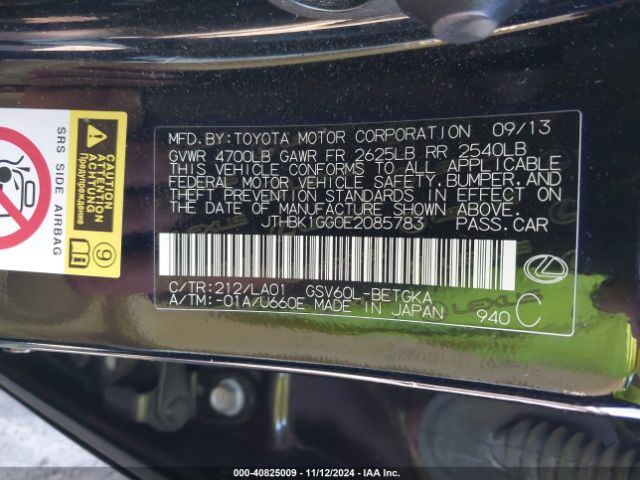 SRS SIDE AIRBAG
CAUTION
ACHTUNG
Предупреждение
9
MFD. BY: TOYOTA MOTOR CORPORATION 09/13
GVWR 4700LB GAWR FR 2625LB RR 2540LB
THIS VEHICLE CONFORMS TO ALL APPLICABLE
FEDERAL MOTOR VEHICLE SAFETY, BUMPER, AND
THEFT PREVENTION STANDARDS IN EFFECT ON
THE DATE OF MANUFACTURE SHOWN ABOVE.
JTHBK1GG0E2085783 PASS. CAR
C/TR: 212/LA01 GSV60L-BETGKA
A/TM: -01A/U660E MADE IN JAPAN
940 C
LEXUS
000-40825009 - 11/12/2024 - IAA Inc.